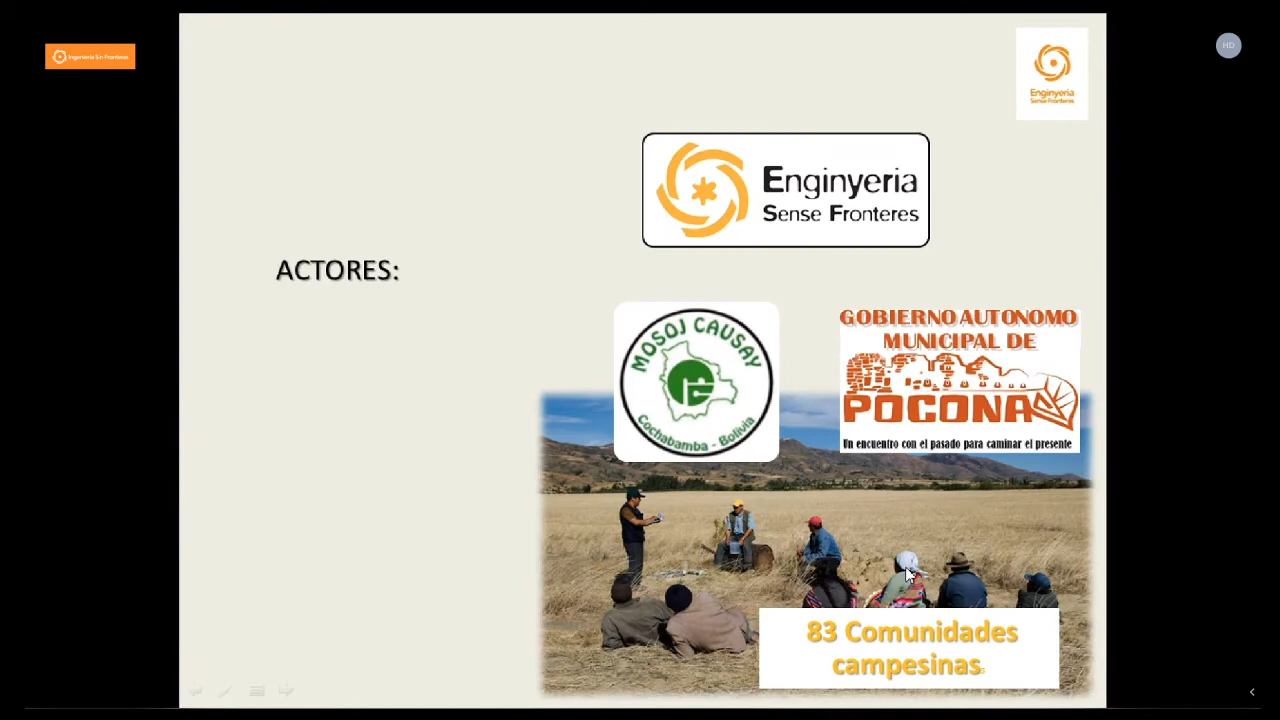 Ingeniería Sin Fronteras
HD
Enginyeria
Sense Fronteres
Enginyeria
Sense Fronteres
ACTORES:
MOSOJ CAUSAY
Cochabamba - Bolivia
GOBIERNO AUTONOMO
MUNICIPAL DE
POCONA
Un encuentro con el pasado para caminar el presente
83 Comunidades
campesinas.